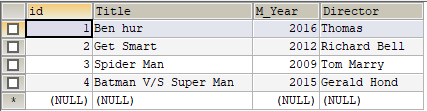 id Title M_Year Director
1 Ben hur 2016 Thomas
2 Get Smart 2012 Richard Bell
3 Spider Man 2009 Tom Marry
4 Batman V/S Super Man 2015 Gerald Hond
* (NULL) (NULL) (NULL) (NULL)